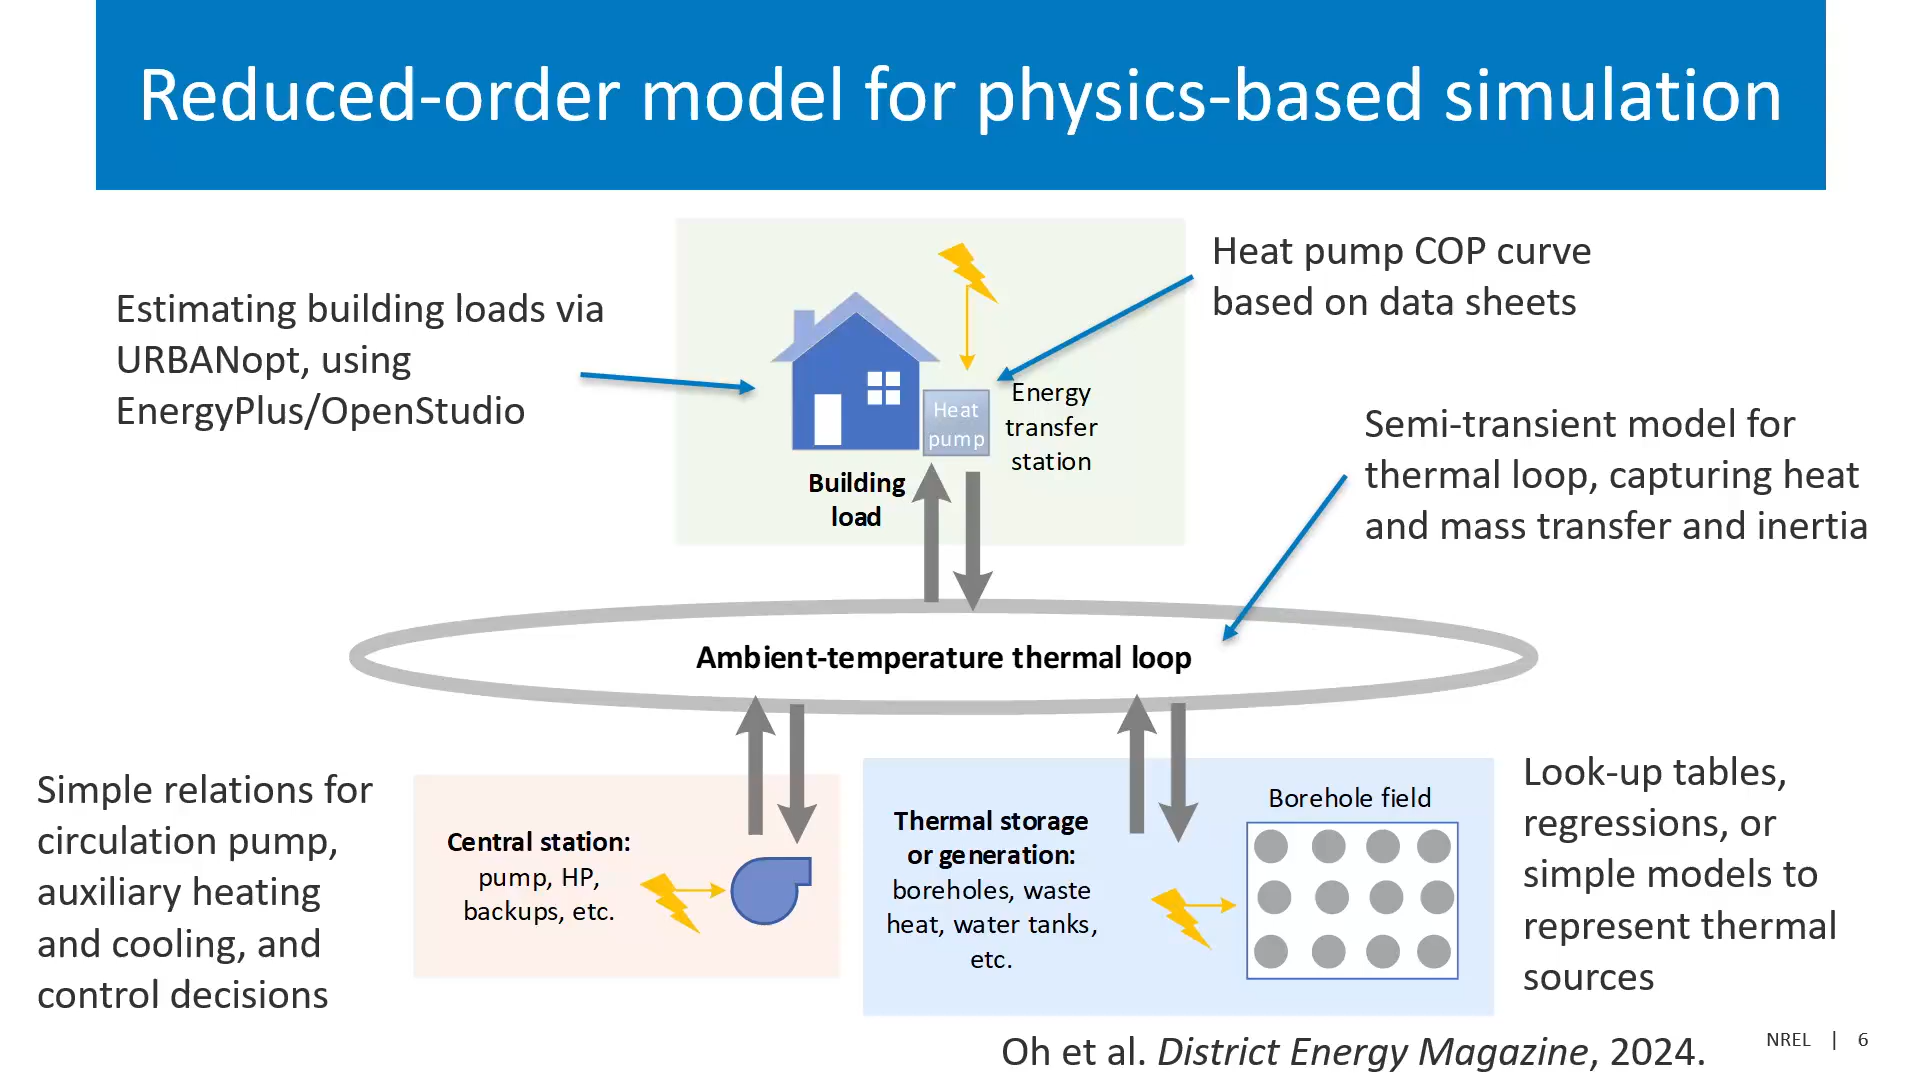 Reduced-order model for physics-based simulation
Estimating building loads via
URBANopt, using
EnergyPlus/OpenStudio
Heat pump COP curve
based on data sheets
Heat
pump
Energy
transfer
station
Building
load
Semi-transient model for
thermal loop, capturing heat
and mass transfer and inertia
Ambient-temperature thermal loop
Simple relations for
circulation pump,
auxiliary heating
and cooling, and
control decisions
Central station:
pump, HP,
backups, etc.
Thermal storage
or generation:
boreholes, waste
heat, water tanks,
etc.
Borehole field
Look-up tables,
regressions, or
simple models to
represent thermal
sources
Oh et al. District Energy Magazine, 2024.
NREL | 6